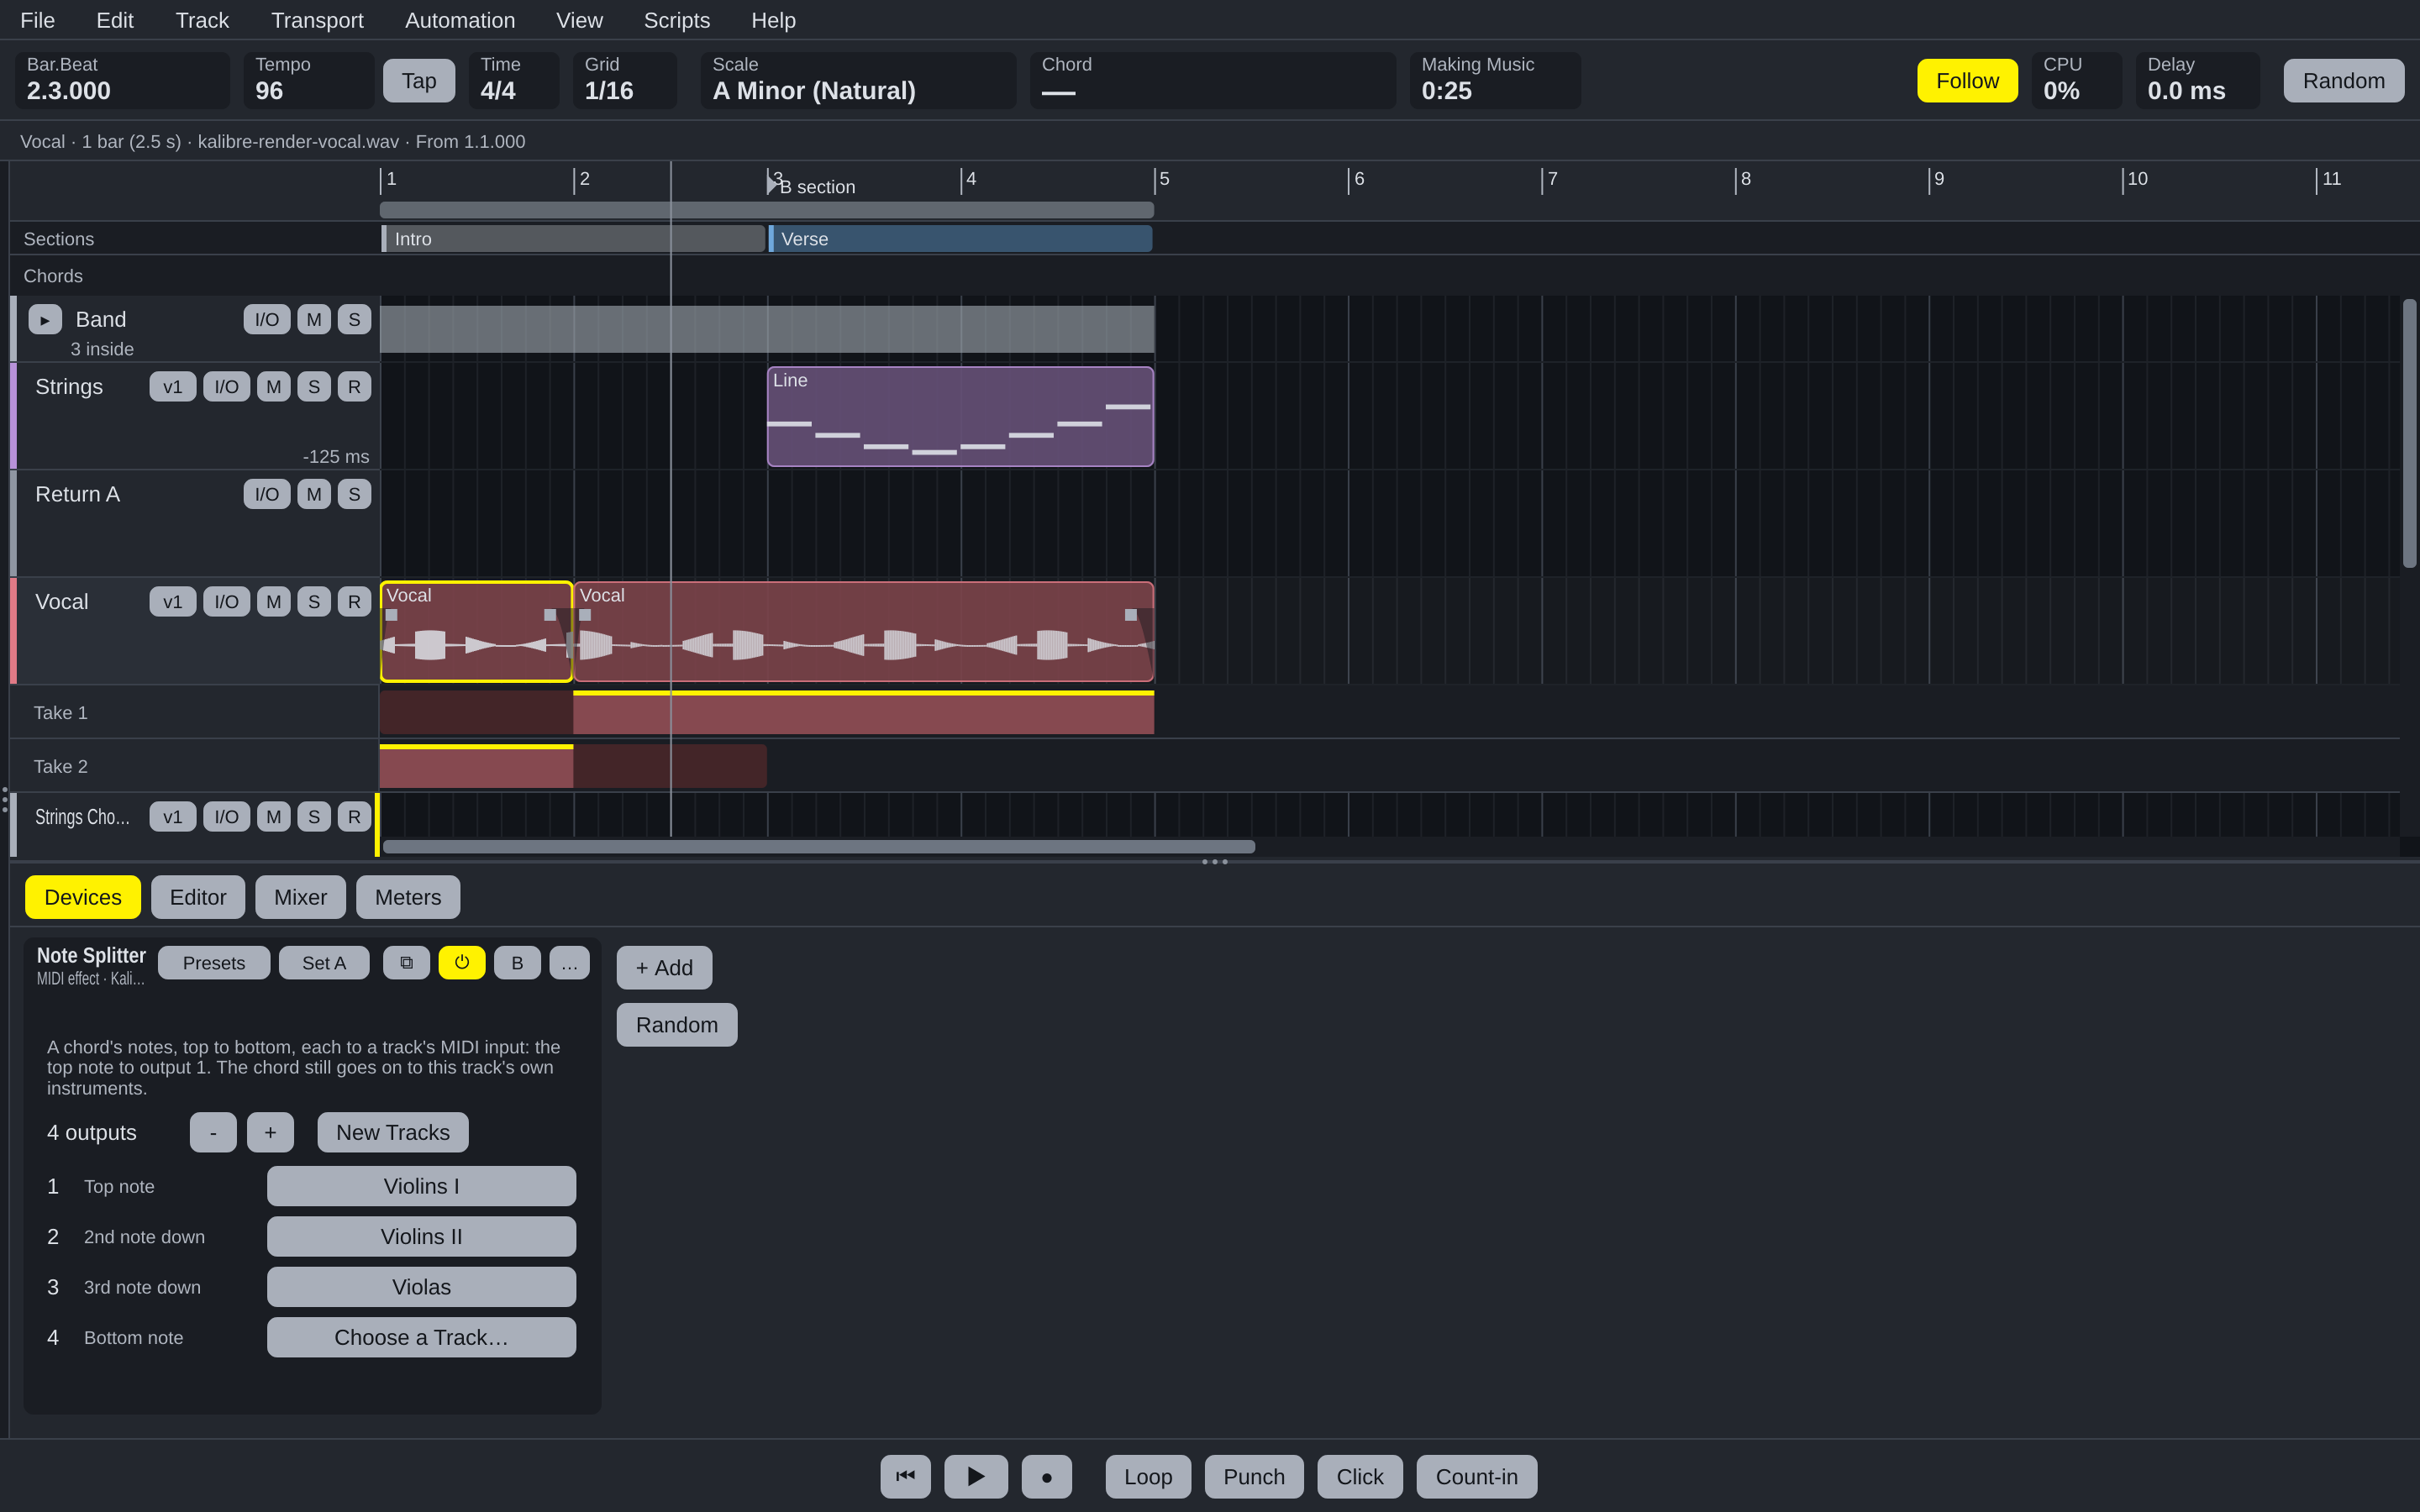 File Edit Track Transport Automation View Scripts Help
Bar.Beat Tempo Time Grid Scale Chord Making Music CPU Delay
2.3.000 96 Tap 4/4 1/16 A Minor (Natural) — 0:25 Follow 0% 0.0 ms Random
Vocal · 1 bar (2.5 s) · kalibre-render-vocal.wav · From 1.1.000
1 2 3 4 5 6 7 8 9 10 11
B section
Sections Intro Verse
Chords
▸ Band I/O M S
3 inside
Strings v1 I/O M S R Line
-125 ms
Return A I/O M S
Vocal v1 I/O M S R Vocal Vocal
Take 1
Take 2
Strings Cho… v1 I/O M S R
Devices Editor Mixer Meters
Note Splitter Presets Set A B … + Add
MIDI effect · Kali…
Random
A chord's notes, top to bottom, each to a track's MIDI input: the
top note to output 1. The chord still goes on to this track's own
instruments.
4 outputs - + New Tracks
1 Top note Violins I
2 2nd note down Violins II
3 3rd note down Violas
4 Bottom note Choose a Track…
Loop Punch Click Count-in